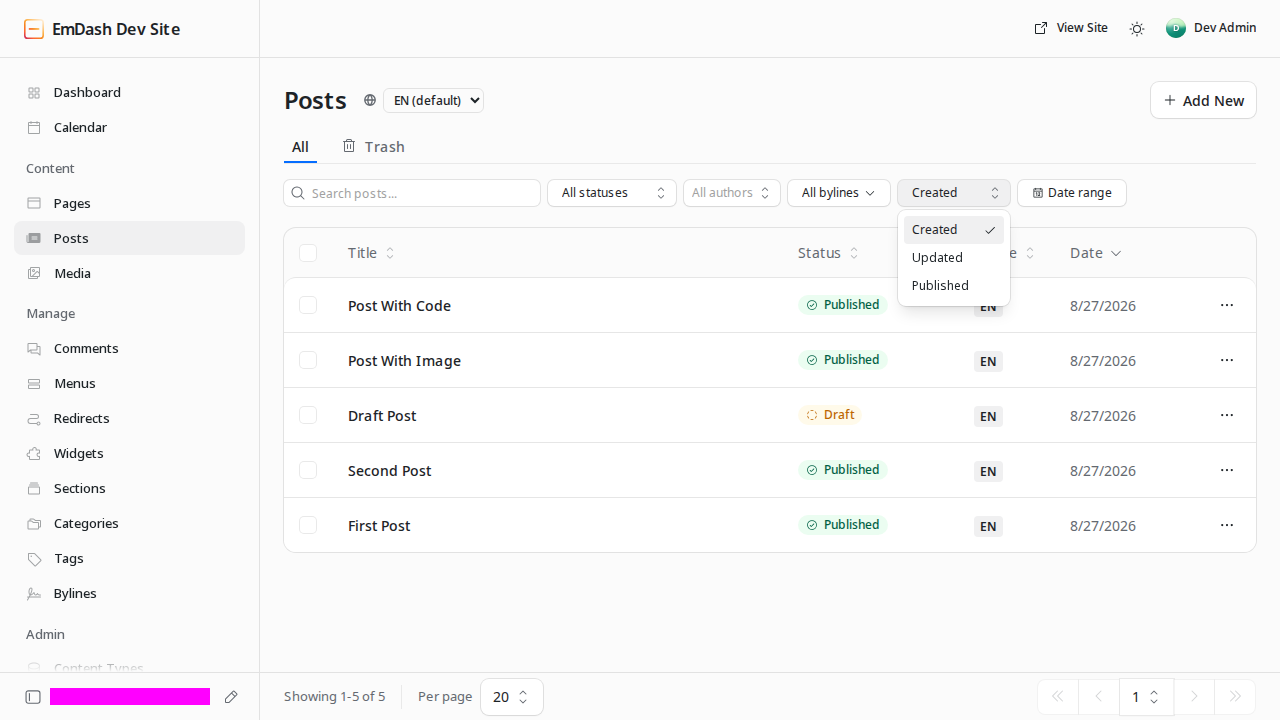 EmDash Dev Site
View Site
D
Dev Admin
Dashboard
Calendar
Content
Pages
Posts
Media
Manage
Comments
Menus
Redirects
Widgets
Sections
Categories
Tags
Bylines
Admin
Content Types
Posts
EN (default)
Add New
All
Trash
Search posts...
All statuses
All authors
All bylines
Created
Date range
Created
Updated
Published
Title
Status
e
Date
Post With Code
Published
EN
8/27/2026
Post With Image
Published
EN
8/27/2026
Draft Post
Draft
EN
8/27/2026
Second Post
Published
EN
8/27/2026
First Post
Published
EN
8/27/2026
Showing 1-5 of 5
Per page
20
1